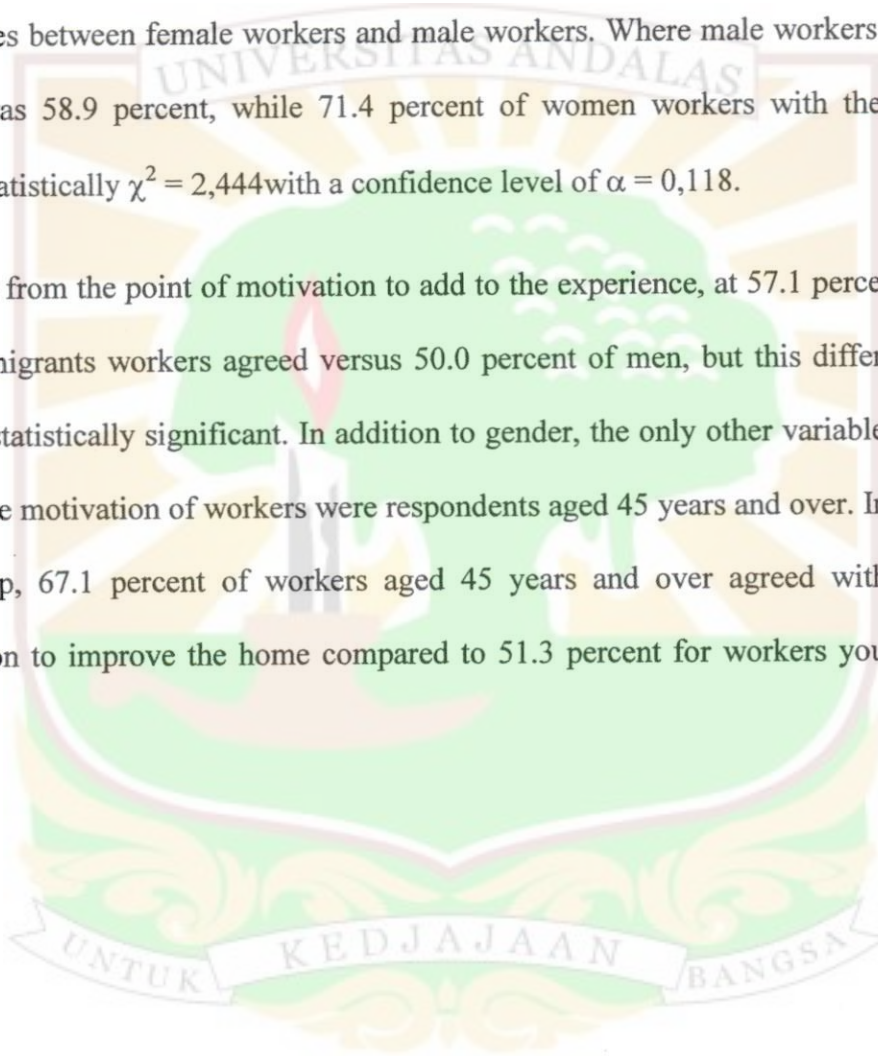 es between female workers and male workers. Where male workers
UNIVERSITAS ANDALAS
as 58.9 percent, while 71.4 percent of women workers with the
atistically χ² = 2,444with a confidence level of α = 0,118.
from the point of motivation to add to the experience, at 57.1 perce
nigrants workers agreed versus 50.0 percent of men, but this differ
statistically significant. In addition to gender, the only other variable
e motivation of workers were respondents aged 45 years and over. In
p, 67.1 percent of workers aged 45 years and over agreed with
on to improve the home compared to 51.3 percent for workers you
UNTUK KEDJAJAAN BANGSA